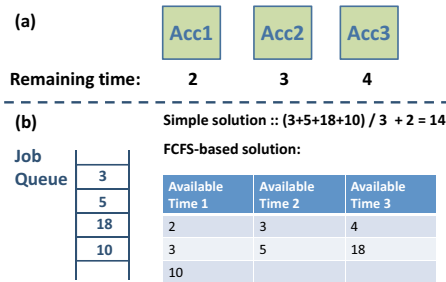 (a)
Acc1 Acc2 Acc3
Remaining time: 2 3 4
(b)
Simple solution :: (3+5+18+10) / 3 + 2 = 14
Job Queue
3
5
18
10
FCFS-based solution:
Available Time 1 Available Time 2 Available Time 3
2 3 4
3 5 18
10